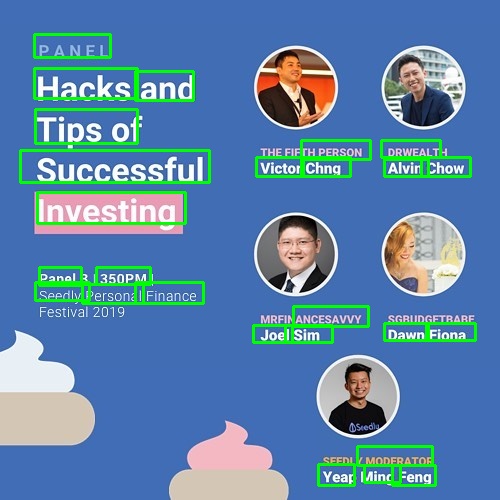 PANEL
Hacks and
Tips of
Successful
Investing
Panel 3 | 350PM |
Seedly Personal Finance
Festival 2019
THE FIFTH PERSON
Victor Chng
DRWEALTH
Alvin Chow
MRFINANCESAVVY
Joel Sim
SGBUDGETBABE
Dawn Fiona
Seedly
SEEDLY MODERATOR
Yeap Ming Feng